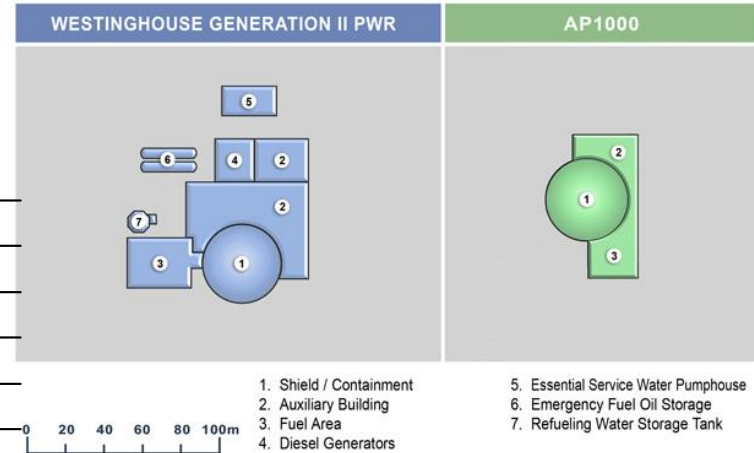 WESTINGHOUSE GENERATION II PWR
AP1000
5
6
4
2
2
7
3
1
2
1
3
0 20 40 60 80 100m
1. Shield / Containment
2. Auxiliary Building
3. Fuel Area
4. Diesel Generators
5. Essential Service Water Pumphouse
6. Emergency Fuel Oil Storage
7. Refueling Water Storage Tank